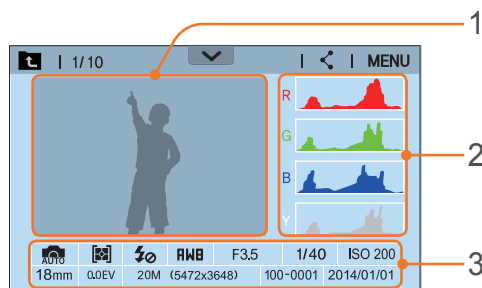 1
1/10 MENU
R
G
2
B
Y
AUTO AWB F3.5 1/40 ISO 200
3
18mm 0.0EV 20M (5472x3648) 100-0001 2014/01/01